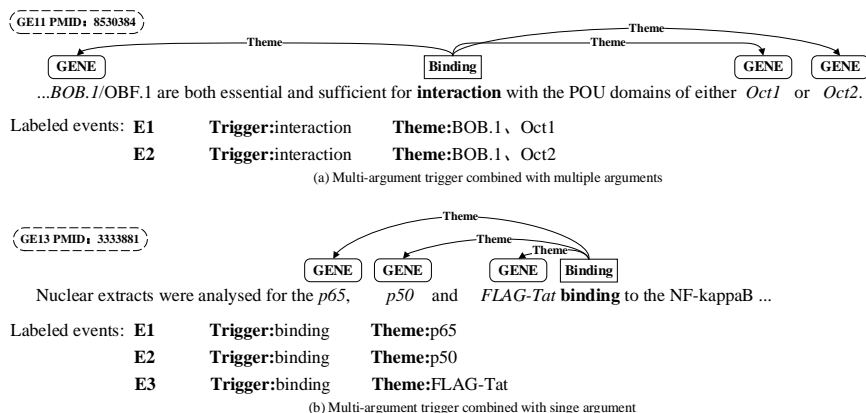 GE11 PMID：8530384
Theme
Theme
Theme
GENE Binding GENE GENE
...BOB.1/OBF.1 are both essential and sufficient for interaction with the POU domains of either Oct1 or Oct2.
Labeled events: E1 Trigger:interaction Theme:BOB.1、Oct1
E2 Trigger:interaction Theme:BOB.1、Oct2
(a) Multi-argument trigger combined with multiple arguments
Theme
GE13 PMID：3333881
Theme
Theme
GENE GENE GENE Binding
Nuclear extracts were analysed for the p65, p50 and FLAG-Tat binding to the NF-kappaB ...
Labeled events: E1 Trigger:binding Theme:p65
E2 Trigger:binding Theme:p50
E3 Trigger:binding Theme:FLAG-Tat
(b) Multi-argument trigger combined with singe argument